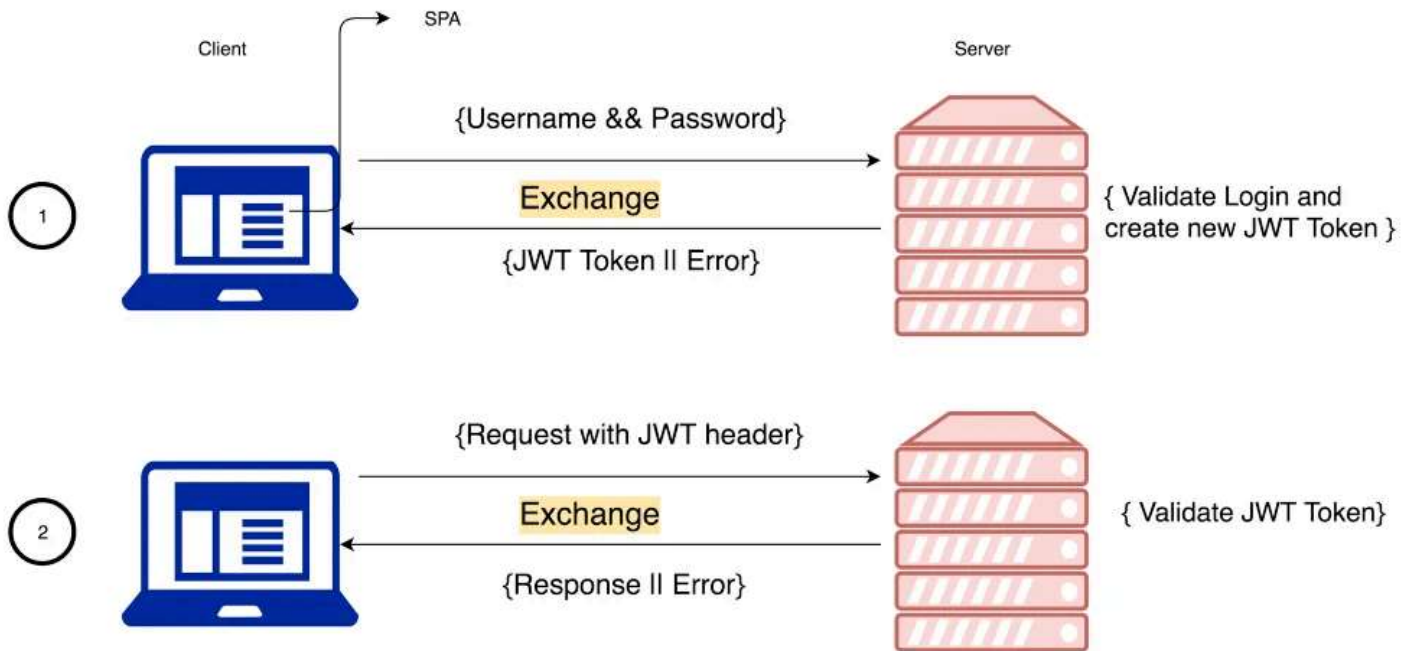 SPA
Client
Server
{Username && Password}
1
Exchange
{ Validate Login and
create new JWT Token }
{JWT Token || Error}
{Request with JWT header}
2
Exchange
{ Validate JWT Token}
{Response || Error}